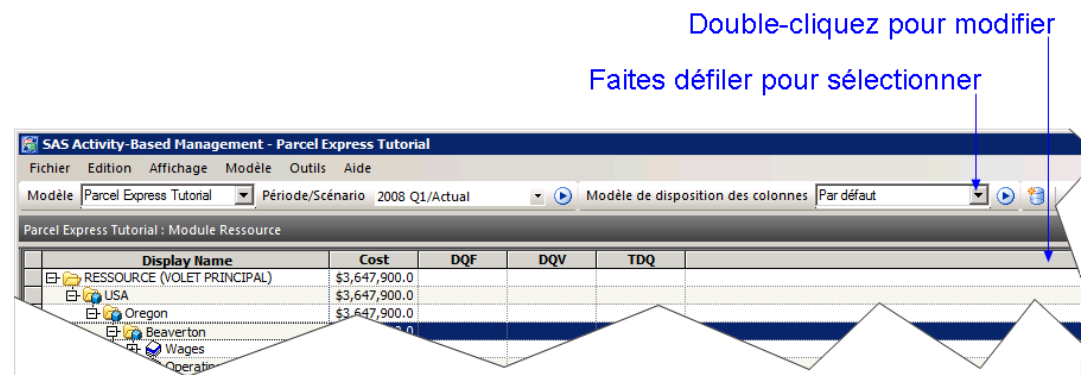 Double-cliquez pour modifier
Faites défiler pour sélectionner
SAS Activity-Based Management - Parcel Express Tutorial
Fichier Edition Affichage Modèle Outils Aide
Modèle Parcel Express Tutorial Période/Scénario 2008 Q1/Actual Modèle de disposition des colonnes Par défaut
Parcel Express Tutorial : Module Ressource
Display Name Cost DQF DQV TDQ
RESSOURCE (VOLET PRINCIPAL) $3,647,900.0
USA $3,647,900.0
Oregon $3,647,900.0
Beaverton
Wages